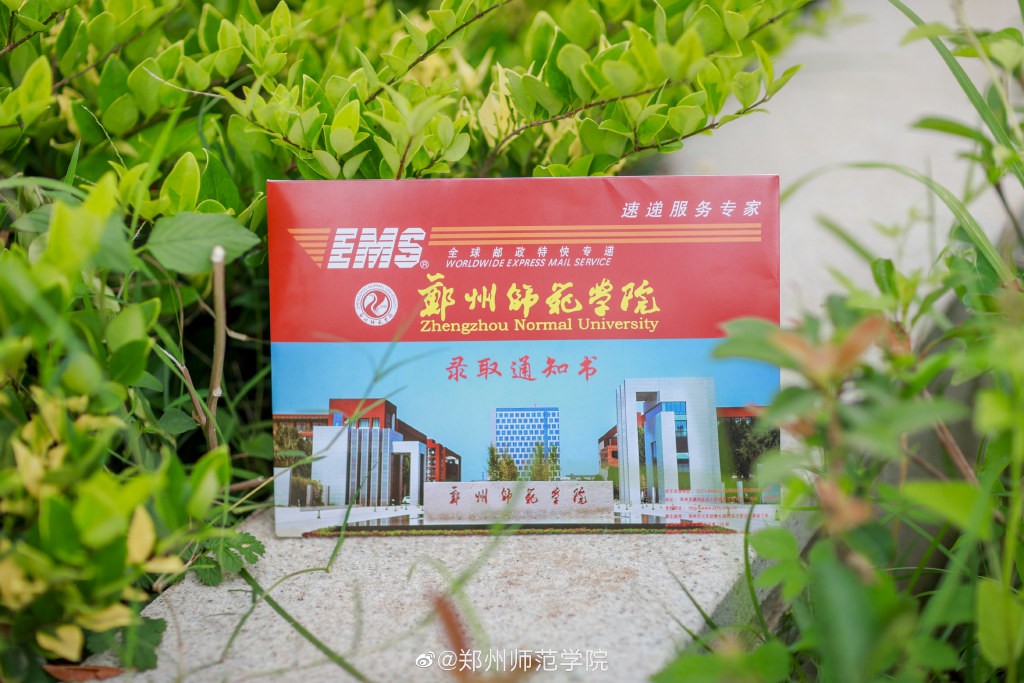 速递服务专家
EMS®
全球邮政特快专递
WORLDWIDE EXPRESS MAIL SERVICE
鄭州師範學院
Zhengzhou Normal University
录取通知书
鄭州師範學院
@郑州师范学院